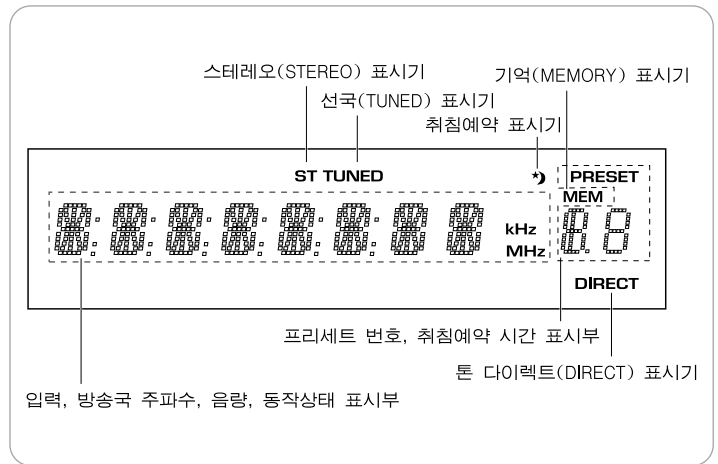 스테레오(STEREO) 표시기
기억(MEMORY) 표시기
선국(TUNED) 표시기
취침예약 표시기
ST TUNED
PRESET
MEM
kHz
MHz
DIRECT
프리세트 번호, 취침예약 시간 표시부
톤 다이렉트(DIRECT) 표시기
입력, 방송국 주파수, 음량, 동작상태 표시부